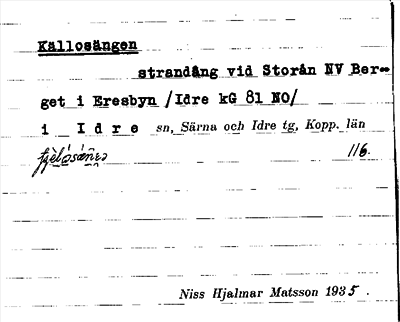 Källosängen
strandäng vid Storån NV Ber-
get i Eresbyn /Idre kG 81 NO/
i Idre sn, Särna och Idre tg, Kopp. län
116.
Niss Hjalmar Matsson 1935.